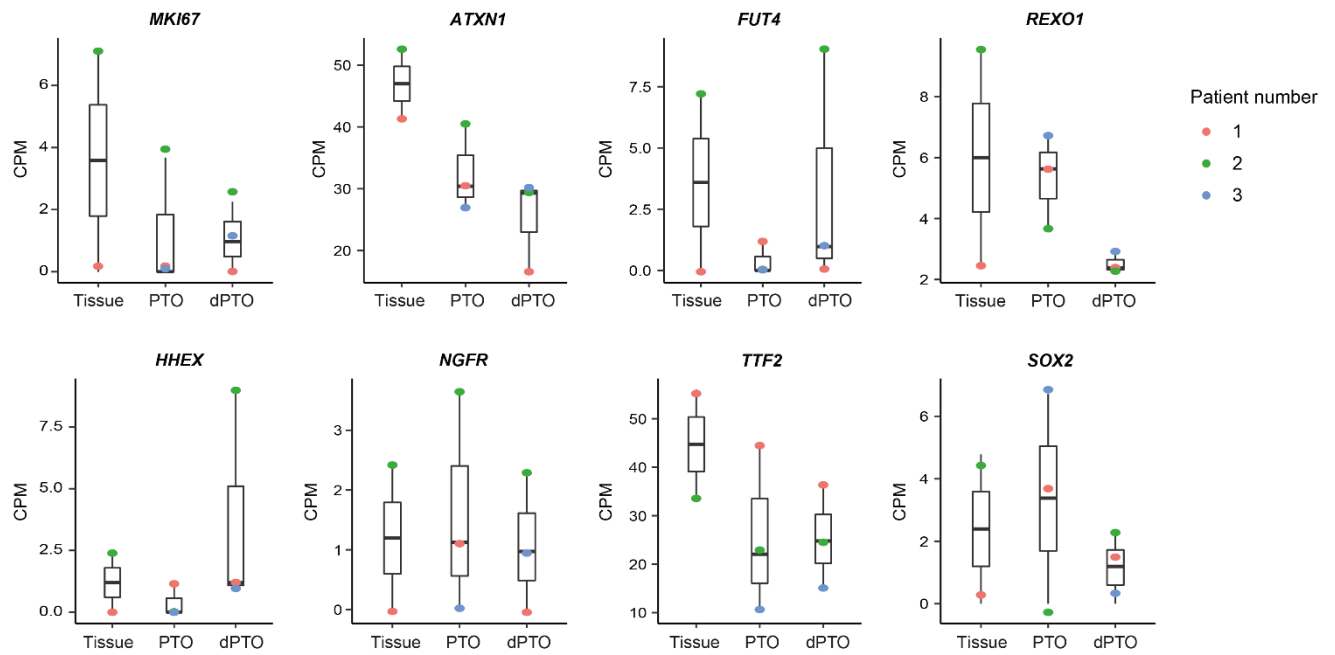 MKI67
ATXN1
FUT4
REXO1
CPM
6
4
2
0
Tissue PTO dPTO
CPM
50
40
30
20
Tissue PTO dPTO
CPM
7.5
5.0
2.5
0.0
Tissue PTO dPTO
CPM
8
6
4
2
Tissue PTO dPTO
Patient number
1
2
3
HHEX
NGFR
TTF2
SOX2
CPM
7.5
5.0
2.5
0.0
Tissue PTO dPTO
CPM
3
2
1
0
Tissue PTO dPTO
CPM
50
40
30
20
10
Tissue PTO dPTO
CPM
6
4
2
0
Tissue PTO dPTO